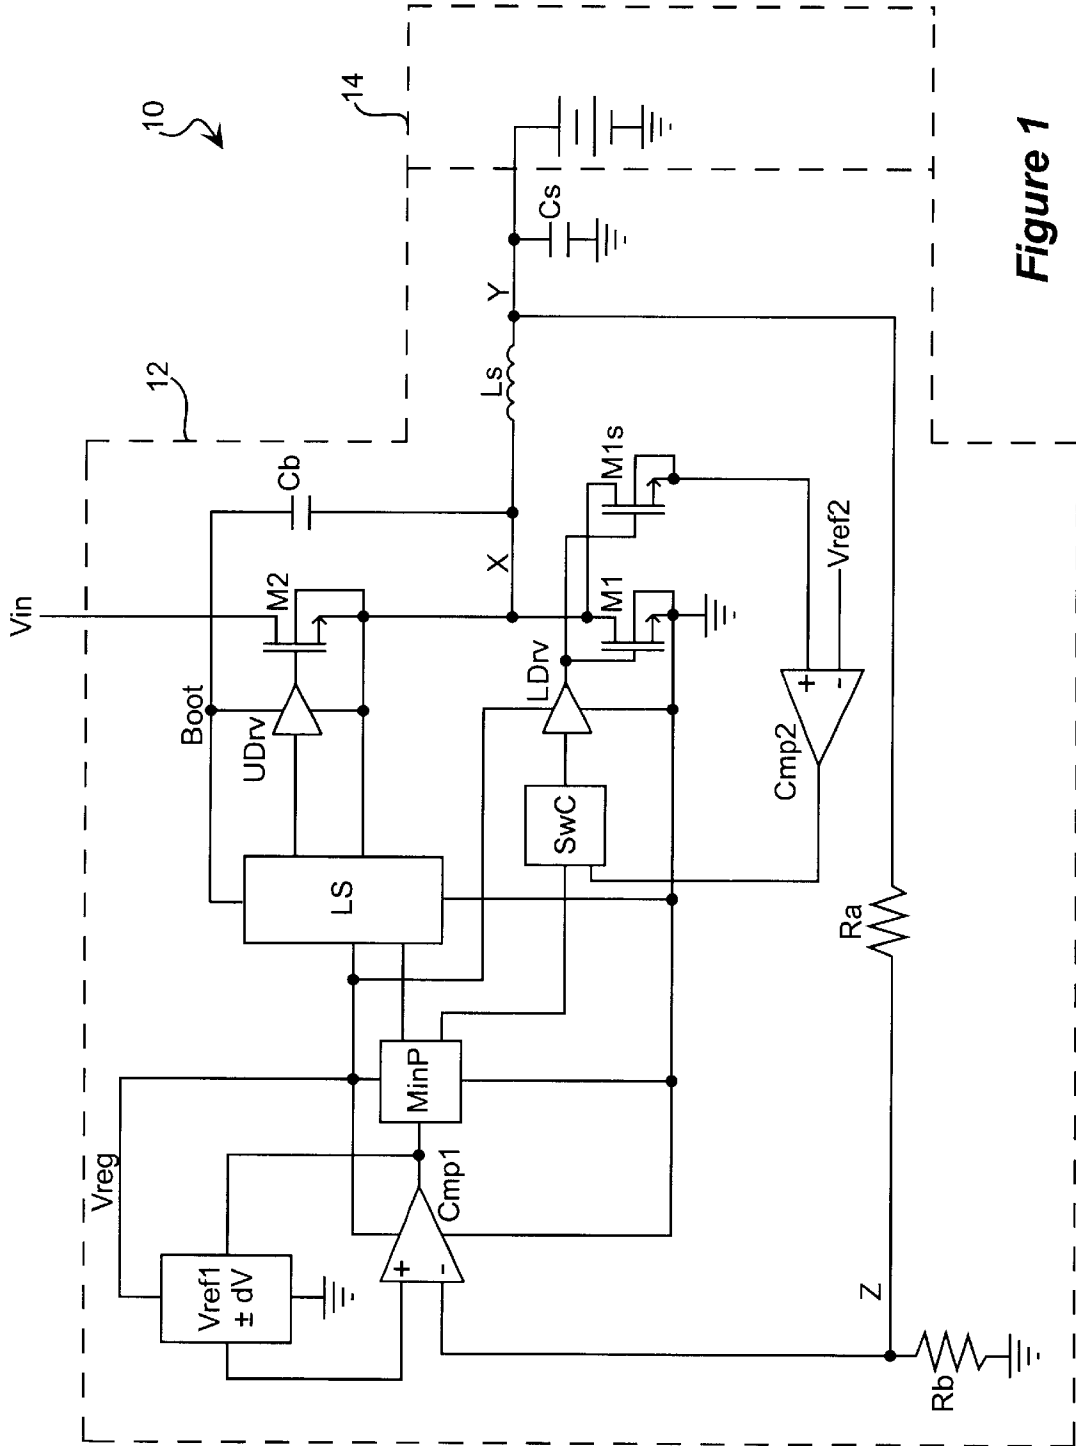 10
12
14
Vin
Boot
M2
Cb
UDrv
LS
Vreg
Vref1
± dV
MinP
+
-
Cmp1
SwC
LDrv
X
Ls
Y
Cs
M1
M1s
+
-
Vref2
Cmp2
Ra
Z
Rb
Figure 1